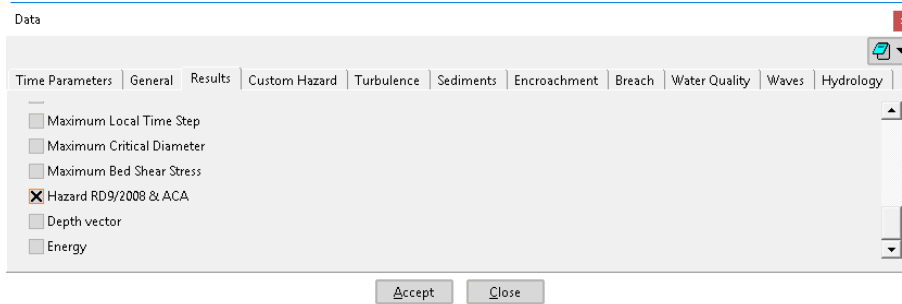 Data
Time Parameters General Results Custom Hazard Turbulence Sediments Encroachment Breach Water Quality Waves Hydrology
Maximum Local Time Step
Maximum Critical Diameter
Maximum Bed Shear Stress
Hazard RD9/2008 & ACA
Depth vector
Energy
Accept Close